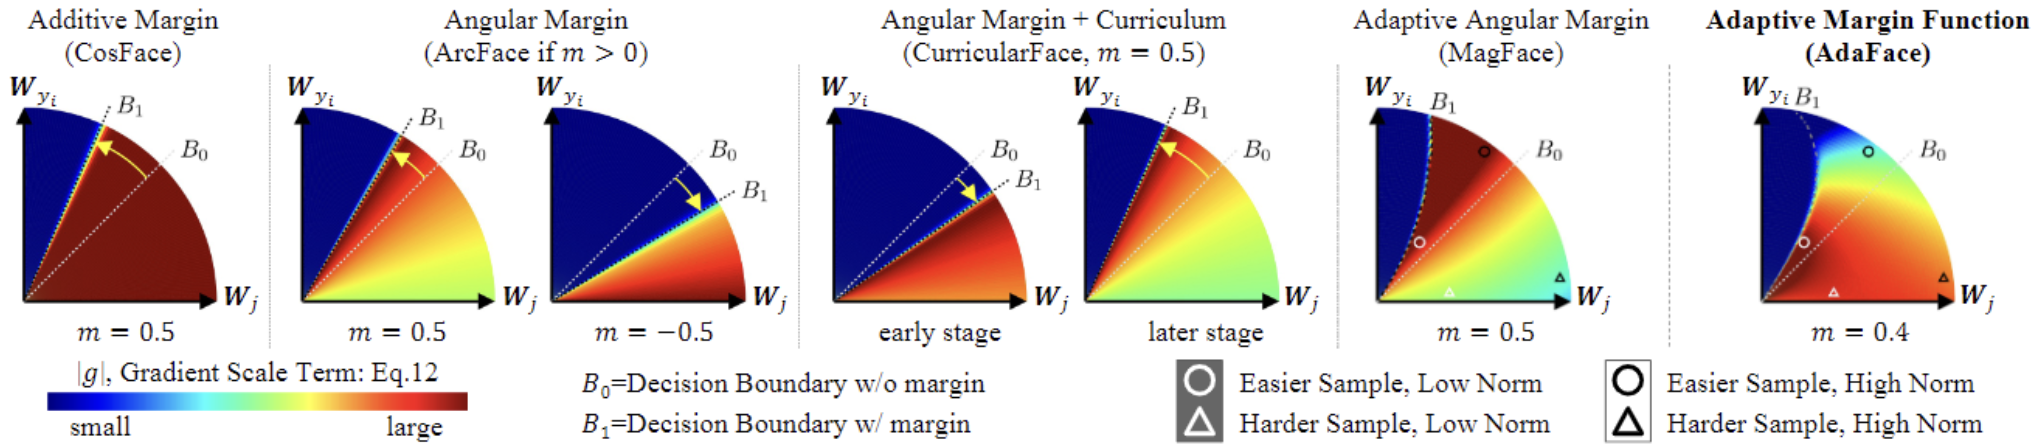 Additive Margin
(CosFace)
Angular Margin
(ArcFace if m > 0)
Angular Margin + Curriculum
(CurricularFace, m = 0.5)
Adaptive Angular Margin
(MagFace)
Adaptive Margin Function
(AdaFace)
W_{y_i}
B_1
B_0
W_j
m = 0.5
W_{y_i}
B_1
B_0
W_j
m = 0.5
W_{y_i}
B_0
B_1
W_j
m = −0.5
W_{y_i}
B_0
B_1
W_j
early stage
W_{y_i}
B_1
B_0
W_j
later stage
W_{y_i}
B_1
B_0
W_j
m = 0.5
W_{y_i}
B_1
B_0
W_j
m = 0.4
|g|, Gradient Scale Term: Eq.12
small
large
B_0=Decision Boundary w/o margin
B_1=Decision Boundary w/ margin
Easier Sample, Low Norm
Harder Sample, Low Norm
Easier Sample, High Norm
Harder Sample, High Norm